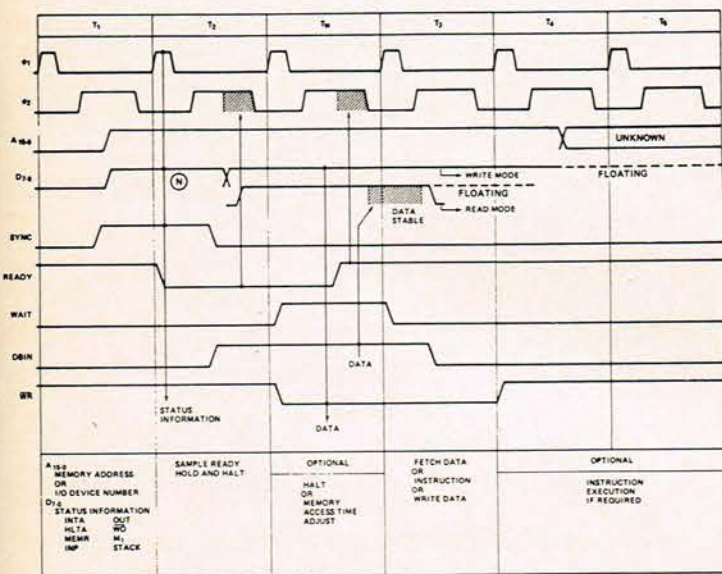 T1 T2 TW T3 T4 T5
φ1
φ2
A15-0
UNKNOWN
D7-0
N
WRITE MODE
FLOATING
FLOATING
READ MODE
DATA
STABLE
SYNC
READY
WAIT
DBIN
DATA
WR
STATUS
INFORMATION
DATA
A15-0
MEMORY ADDRESS
OR
I/O DEVICE NUMBER
D7-0
STATUS INFORMATION
INTA OUT
HLTA WO
MEMR M1
INP STACK
SAMPLE READY
HOLD AND HALT
OPTIONAL
HALT
OR
MEMORY
ACCESS TIME
ADJUST
FETCH DATA
OR
INSTRUCTION
OR
WRITE DATA
OPTIONAL
INSTRUCTION
EXECUTION
IF REQUIRED